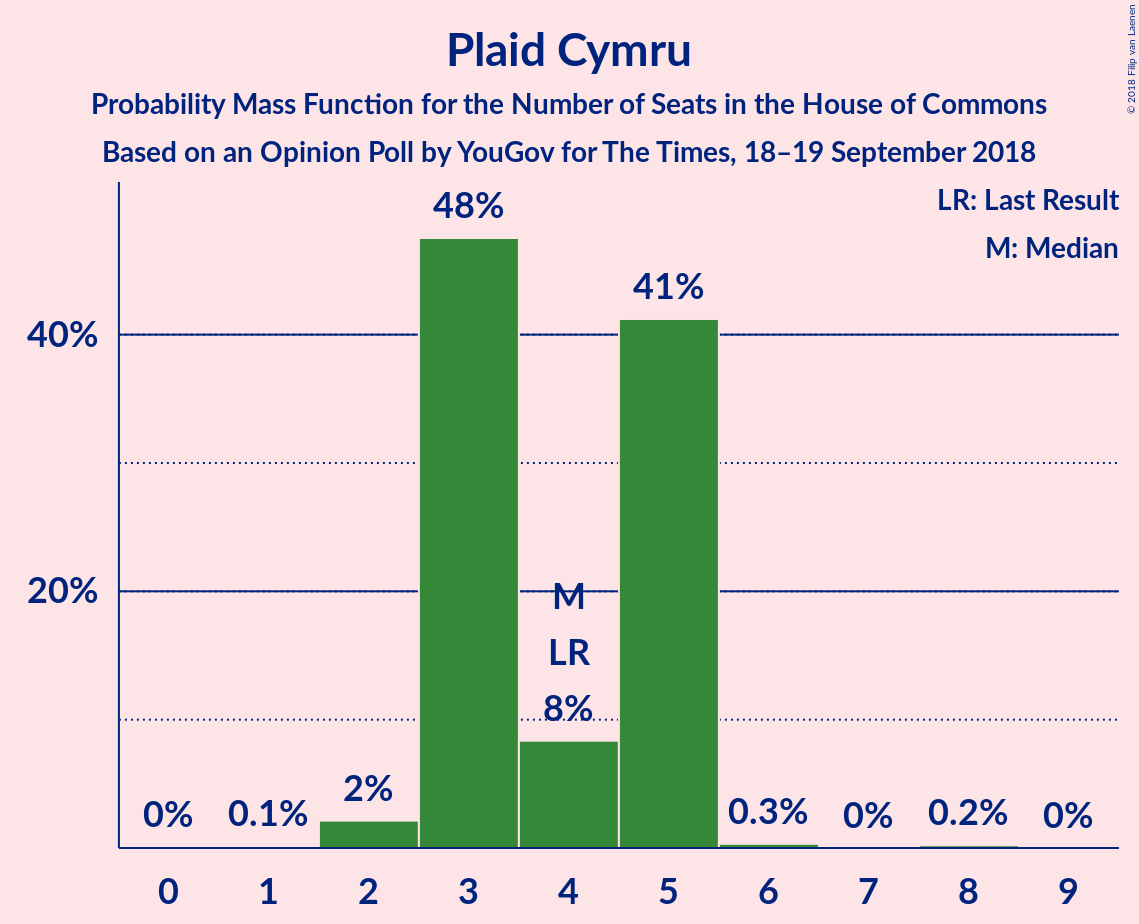 Plaid Cymru
Probability Mass Function for the Number of Seats in the House of Commons
Based on an Opinion Poll by YouGov for The Times, 18–19 September 2018
© 2018 Filip van Laenen
LR: Last Result
M: Median
48%
41%
40%
20%
M
LR
8%
2%
0%
0.1%
0.3%
0%
0.2%
0%
0 1 2 3 4 5 6 7 8 9